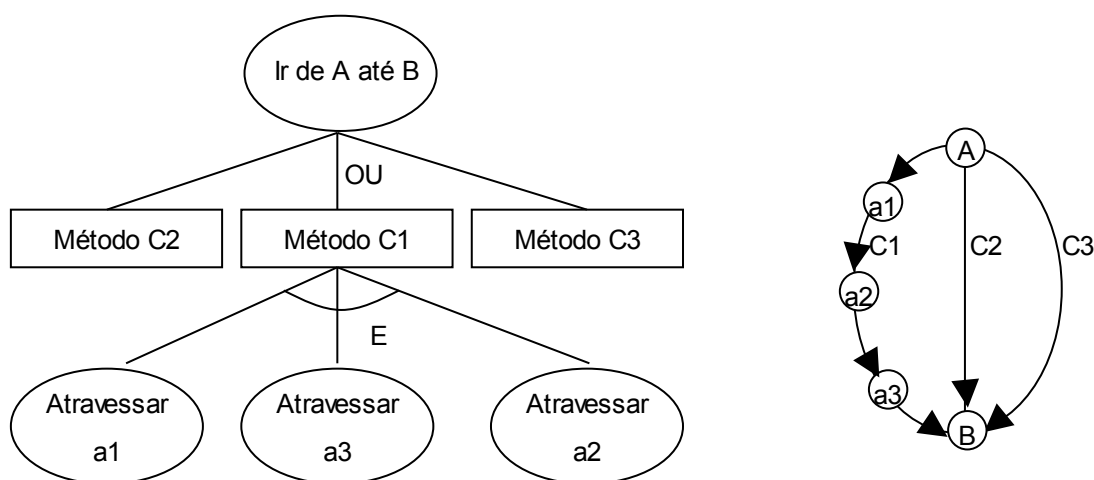 Ir de A até B
OU
Método C2
Método C1
Método C3
E
Atravessar
a1
Atravessar
a3
Atravessar
a2
A
a1
C1
C2
C3
a2
a3
B